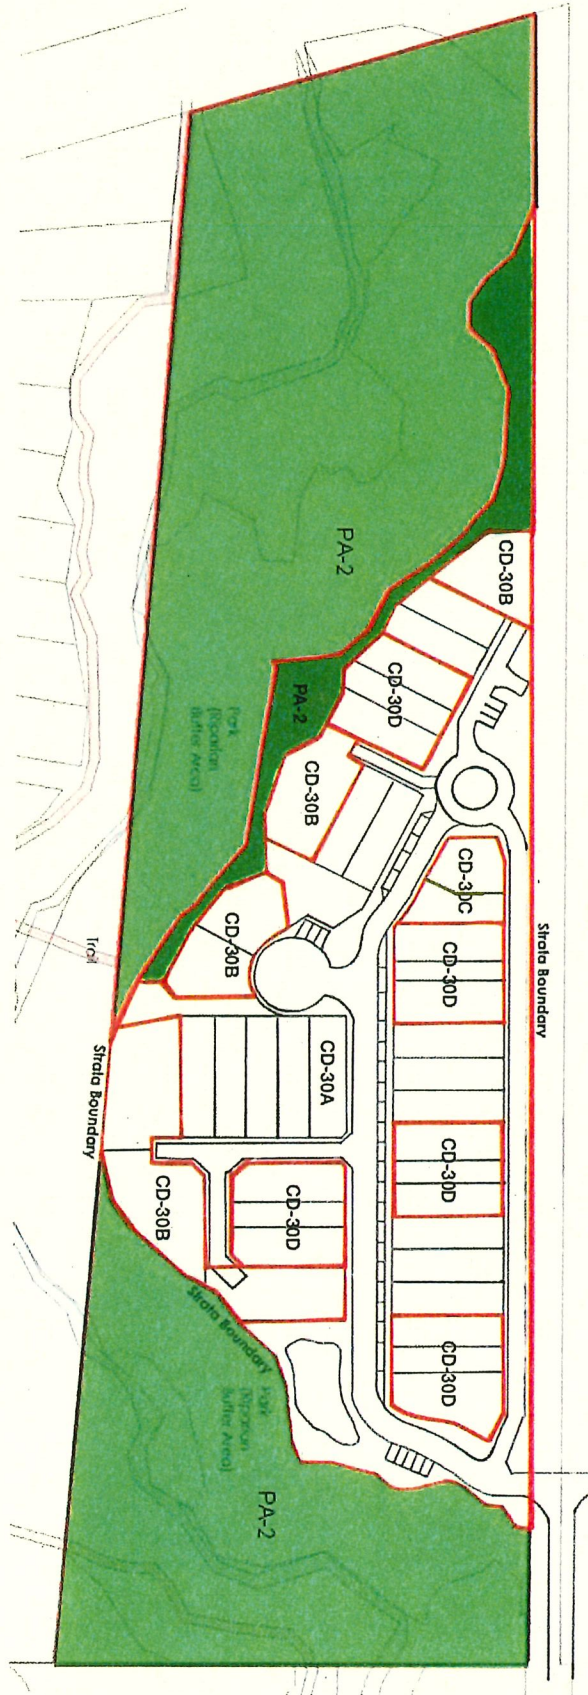 PA-2
CD-30B
CD-30D
PA-2
Park
(Riparian
Buffer Area)
CD-30B
CD-30C
CD-30B
CD-30D
Strata Boundary
Trail
CD-30A
Strata Boundary
CD-30D
CD-30B
CD-30D
Strata Boundary
CD-30D
Park
(Riparian
Buffer Area)
PA-2